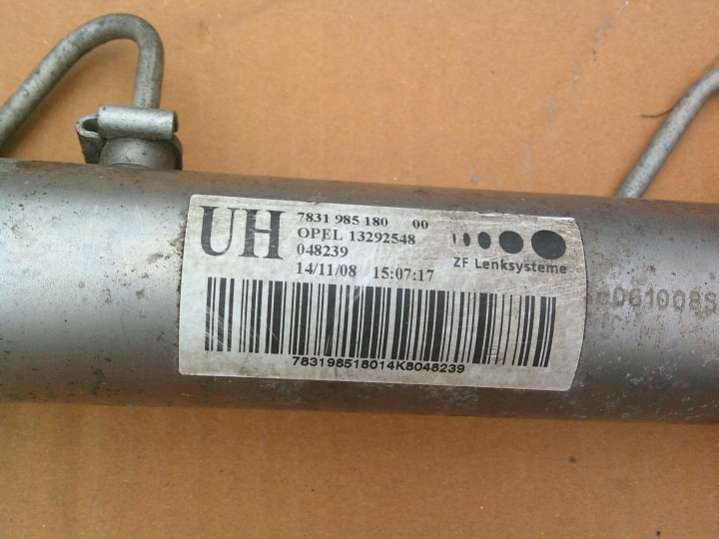 UH
7831 985 180 00
OPEL 13292548
048239
14/11/08 15:07:17
ZF Lenksysteme
783198518014K8048239